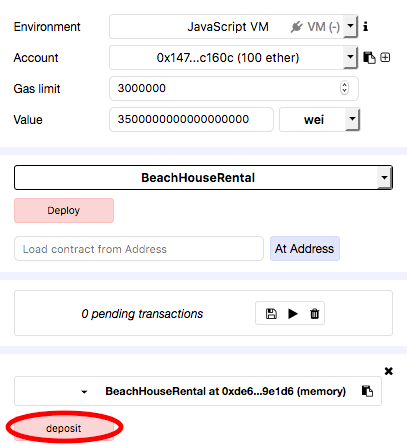 Environment JavaScript VM VM (-)
Account 0x147...c160c (100 ether)
Gas limit 3000000
Value 3500000000000000000 wei
BeachHouseRental
Deploy
Load contract from Address At Address
0 pending transactions
BeachHouseRental at 0xde6...9e1d6 (memory)
deposit